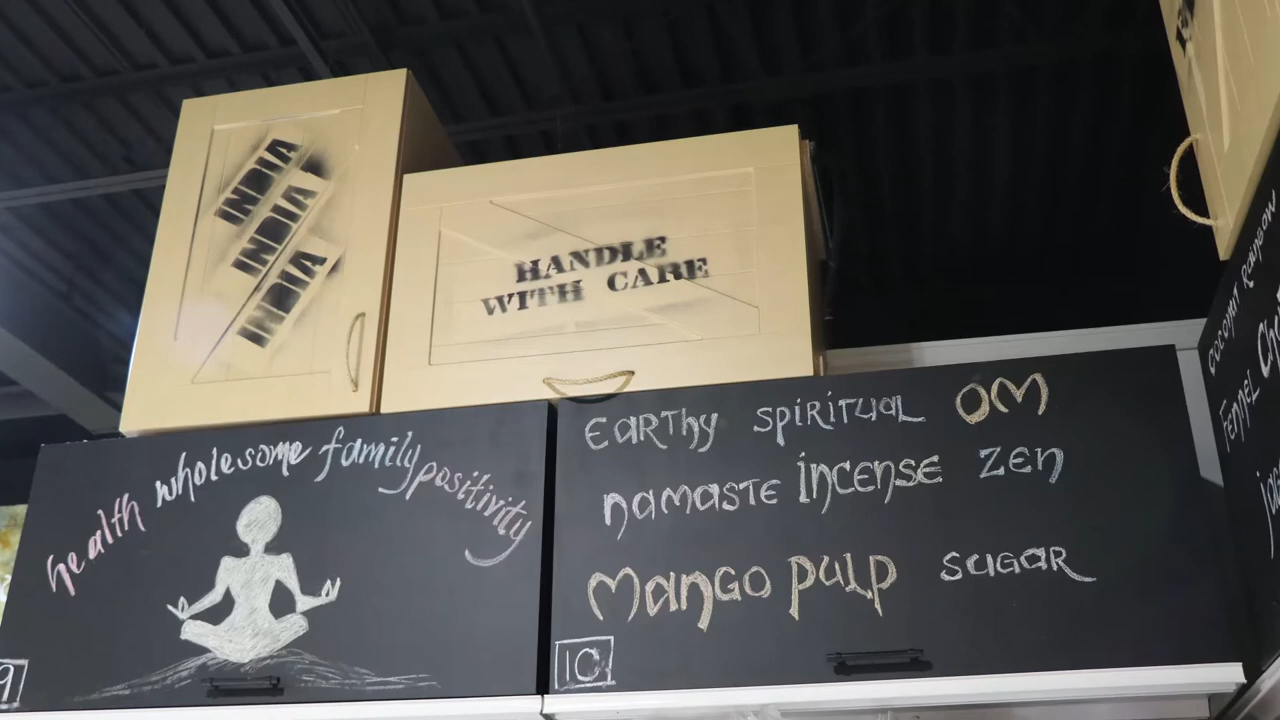 INDIA
INDIA
INDIA
HANDLE
WITH CARE
health wholesome family positivity
9
EARThy SPIRITUAL OM
NAMASTE INCENSE ZEN
Mango pulp SUGAR
10
COCONUT
Fennel